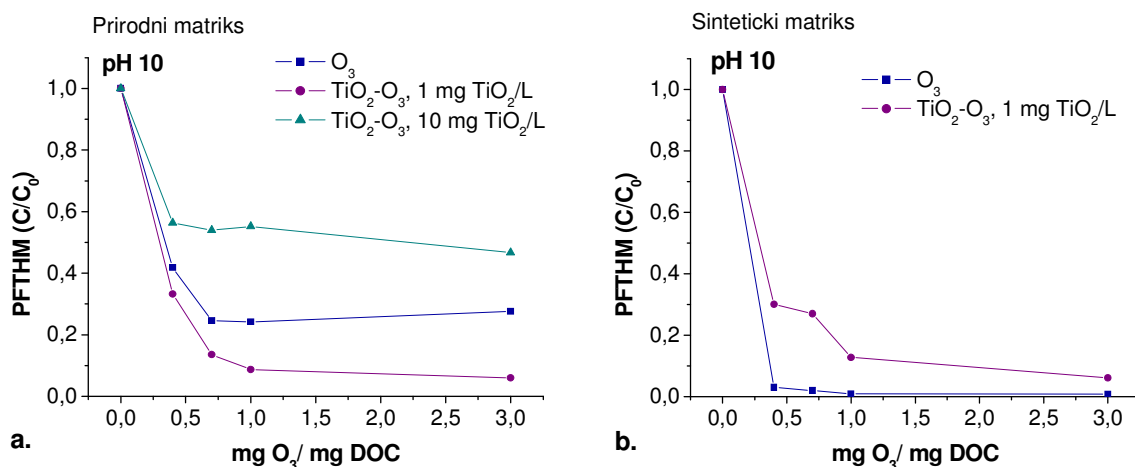 Prirodni matriks
pH 10
O₃
TiO₂-O₃, 1 mg TiO₂/L
TiO₂-O₃, 10 mg TiO₂/L
PFTHM (C/C₀)
1,0
0,8
0,6
0,4
0,2
0,0
0,0 0,5 1,0 1,5 2,0 2,5 3,0
mg O₃/ mg DOC
a.
Sinteticki matriks
pH 10
O₃
TiO₂-O₃, 1 mg TiO₂/L
PFTHM (C/C₀)
1,0
0,8
0,6
0,4
0,2
0,0
0,0 0,5 1,0 1,5 2,0 2,5 3,0
mg O₃/ mg DOC
b.